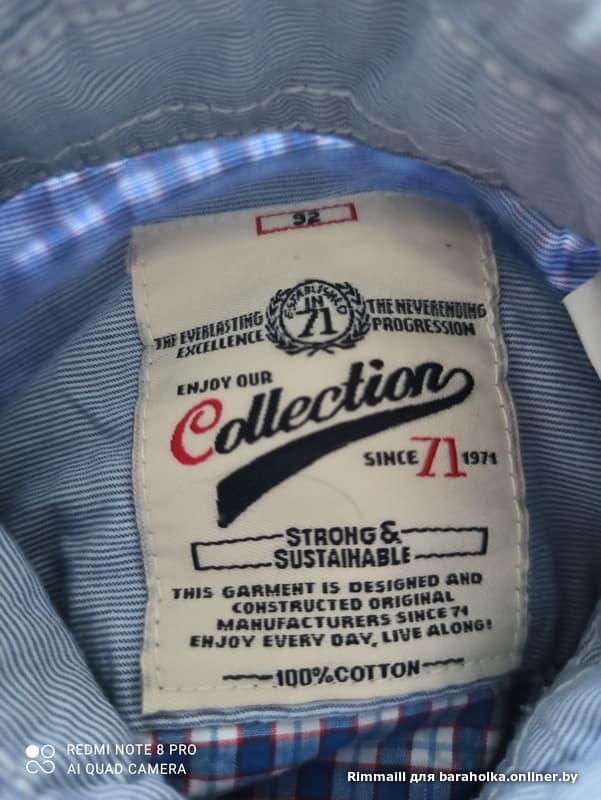 92
ESTABLISHED
IN
71
THE EVERLASTING
EXCELLENCE
THE NEVERENDING
PROGRESSION
ENJOY OUR
Collection
SINCE 71 1971
STRONG &
SUSTAINABLE
THIS GARMENT IS DESIGNED AND
CONSTRUCTED ORIGINAL
MANUFACTURERS SINCE 71
ENJOY EVERY DAY, LIVE ALONG!
100% COTTON
REDMI NOTE 8 PRO
AI QUAD CAMERA
Rimmaill для baraholka.onliner.by